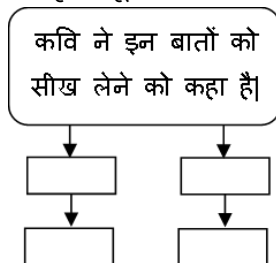 कवि ने इन बातों को
सीख लेने को कहा है|